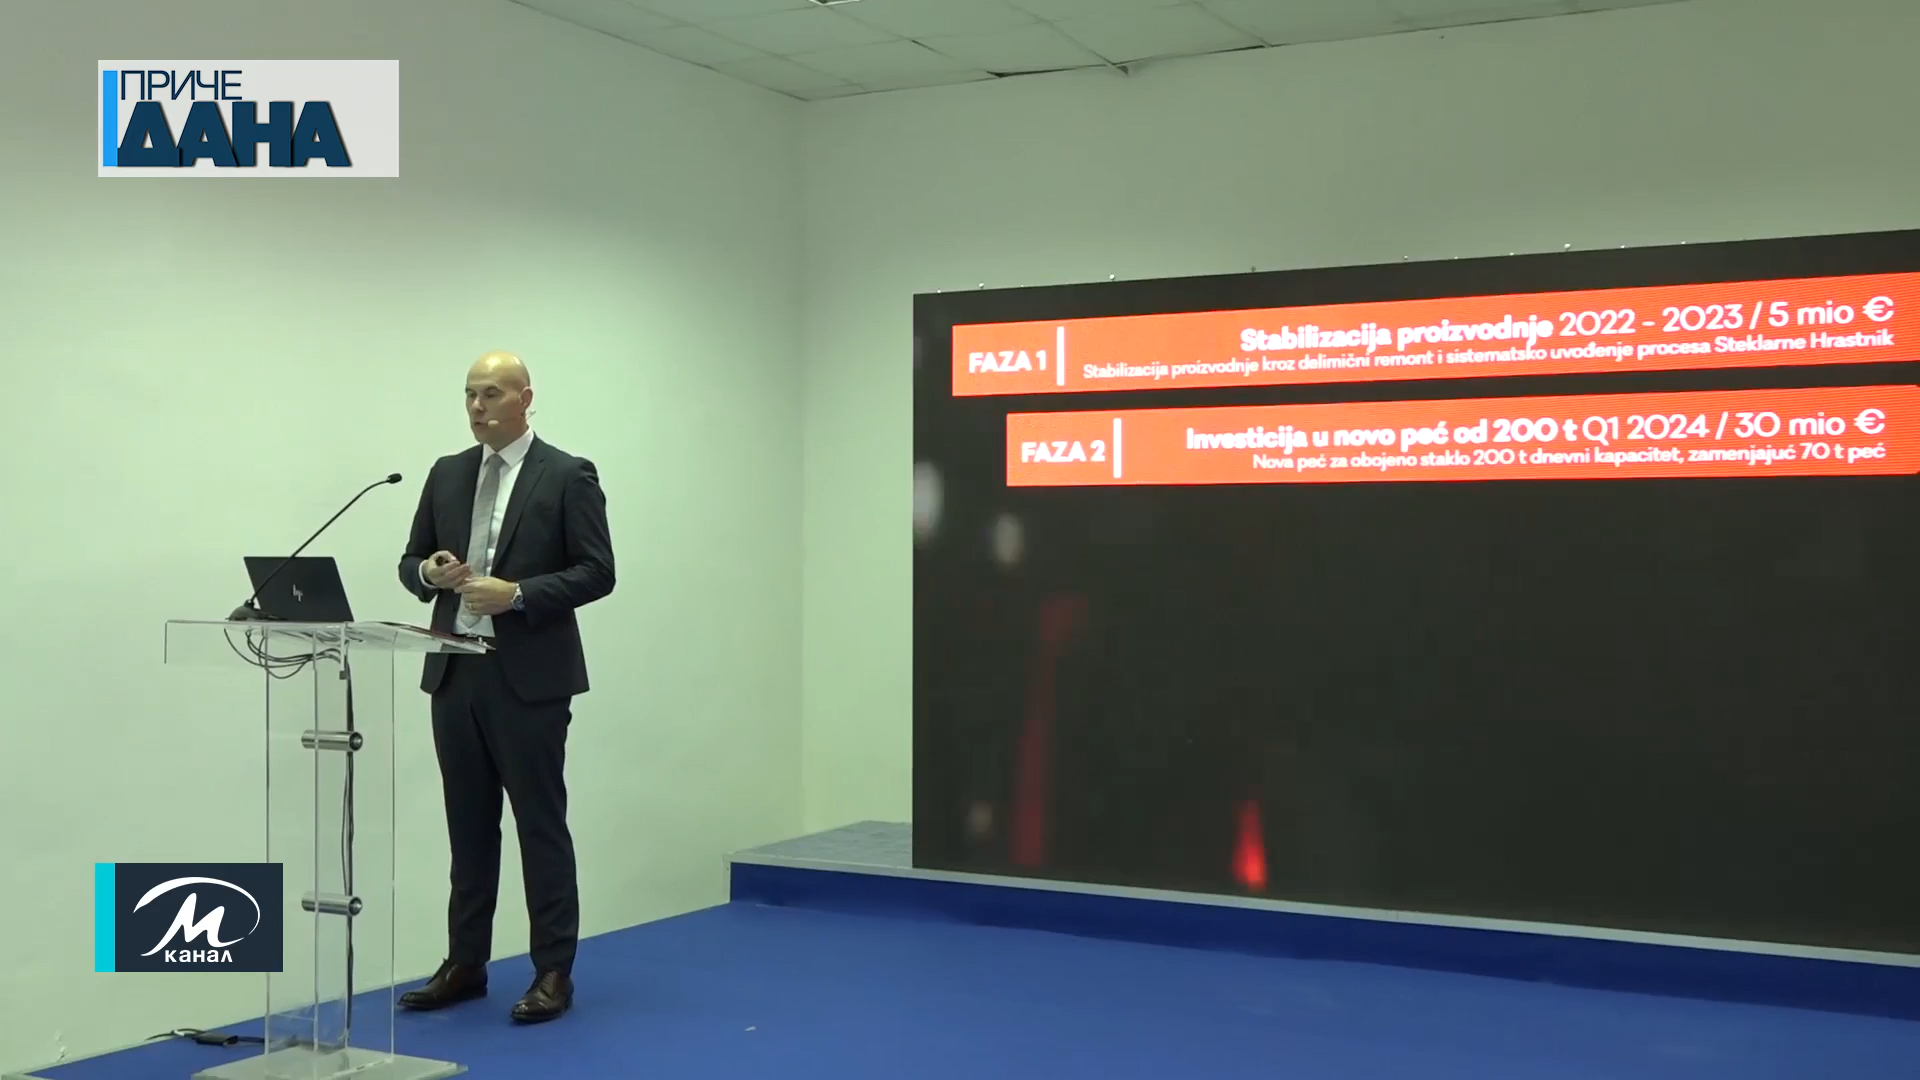 ПРИЧЕ
ДАНА
FAZA 1
Stabilizacija proizvodnje 2022 - 2023 / 5 mio €
Stabilizacija proizvodnje kroz delimični remont i sistematsko uvođenje procesa Steklarne Hrastnik
FAZA 2
Investicija u novo peć od 200 t Q1 2024 / 30 mio €
Nova peć za obojeno staklo 200 t dnevni kapacitet, zamenjajuć 70 t peć
hp
М
канал